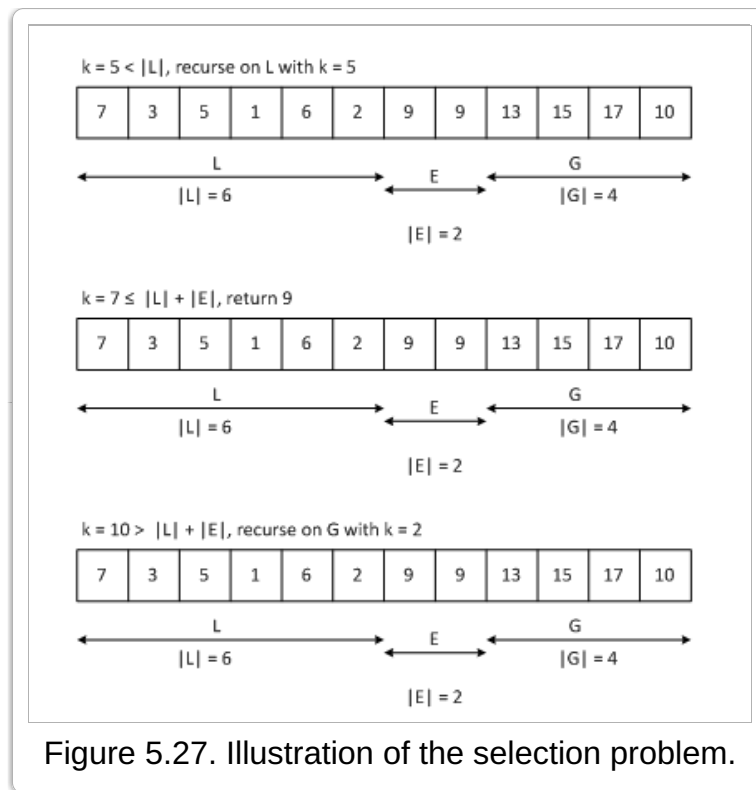 k = 5 < |L|, recurse on L with k = 5
7 3 5 1 6 2 9 9 13 15 17 10
L E G
|L| = 6 |G| = 4
|E| = 2
k = 7 ≤ |L| + |E|, return 9
7 3 5 1 6 2 9 9 13 15 17 10
L E G
|L| = 6 |G| = 4
|E| = 2
k = 10 > |L| + |E|, recurse on G with k = 2
7 3 5 1 6 2 9 9 13 15 17 10
L E G
|L| = 6 |G| = 4
|E| = 2
Figure 5.27. Illustration of the selection problem.